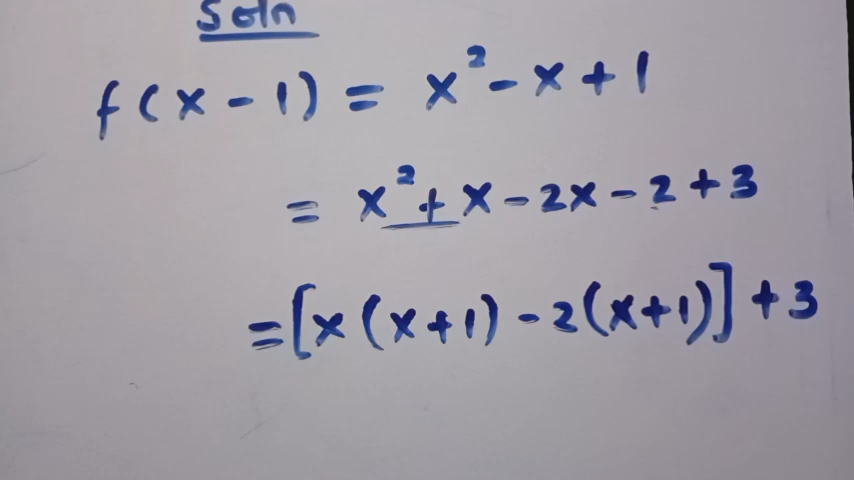 Soln
f(x-1) = x² - x + 1
= x² + x - 2x - 2 + 3
= [x(x+1) - 2(x+1)] + 3